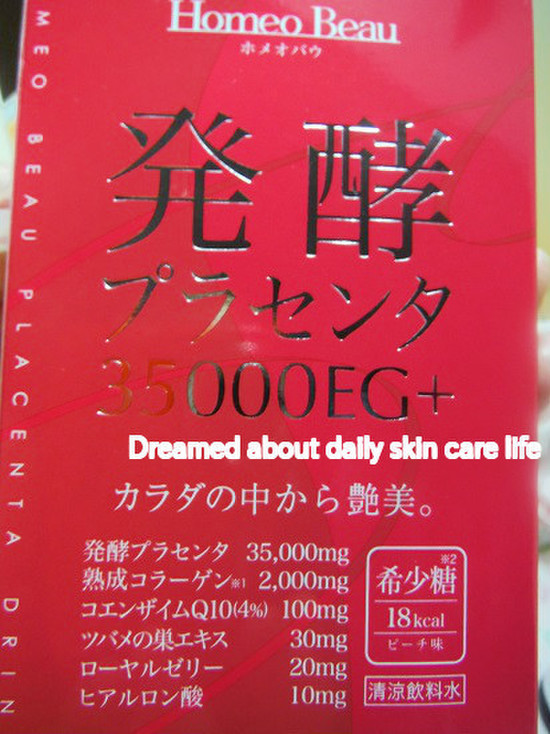 Homeo Beau
ホメオバウ
発酵
プラセンタ
35000EG+
Dreamed about daily skin care life
カラダの中から艶美。
発酵プラセンタ 35,000mg
熟成コラーゲン※1 2,000mg
コエンザイムQ10(4%) 100mg
ツバメの巣エキス 30mg
ローヤルゼリー 20mg
ヒアルロン酸 10mg
※2
希少糖
18kcal
ピーチ味
清涼飲料水
MEO BEAU PLACENTA DRIN